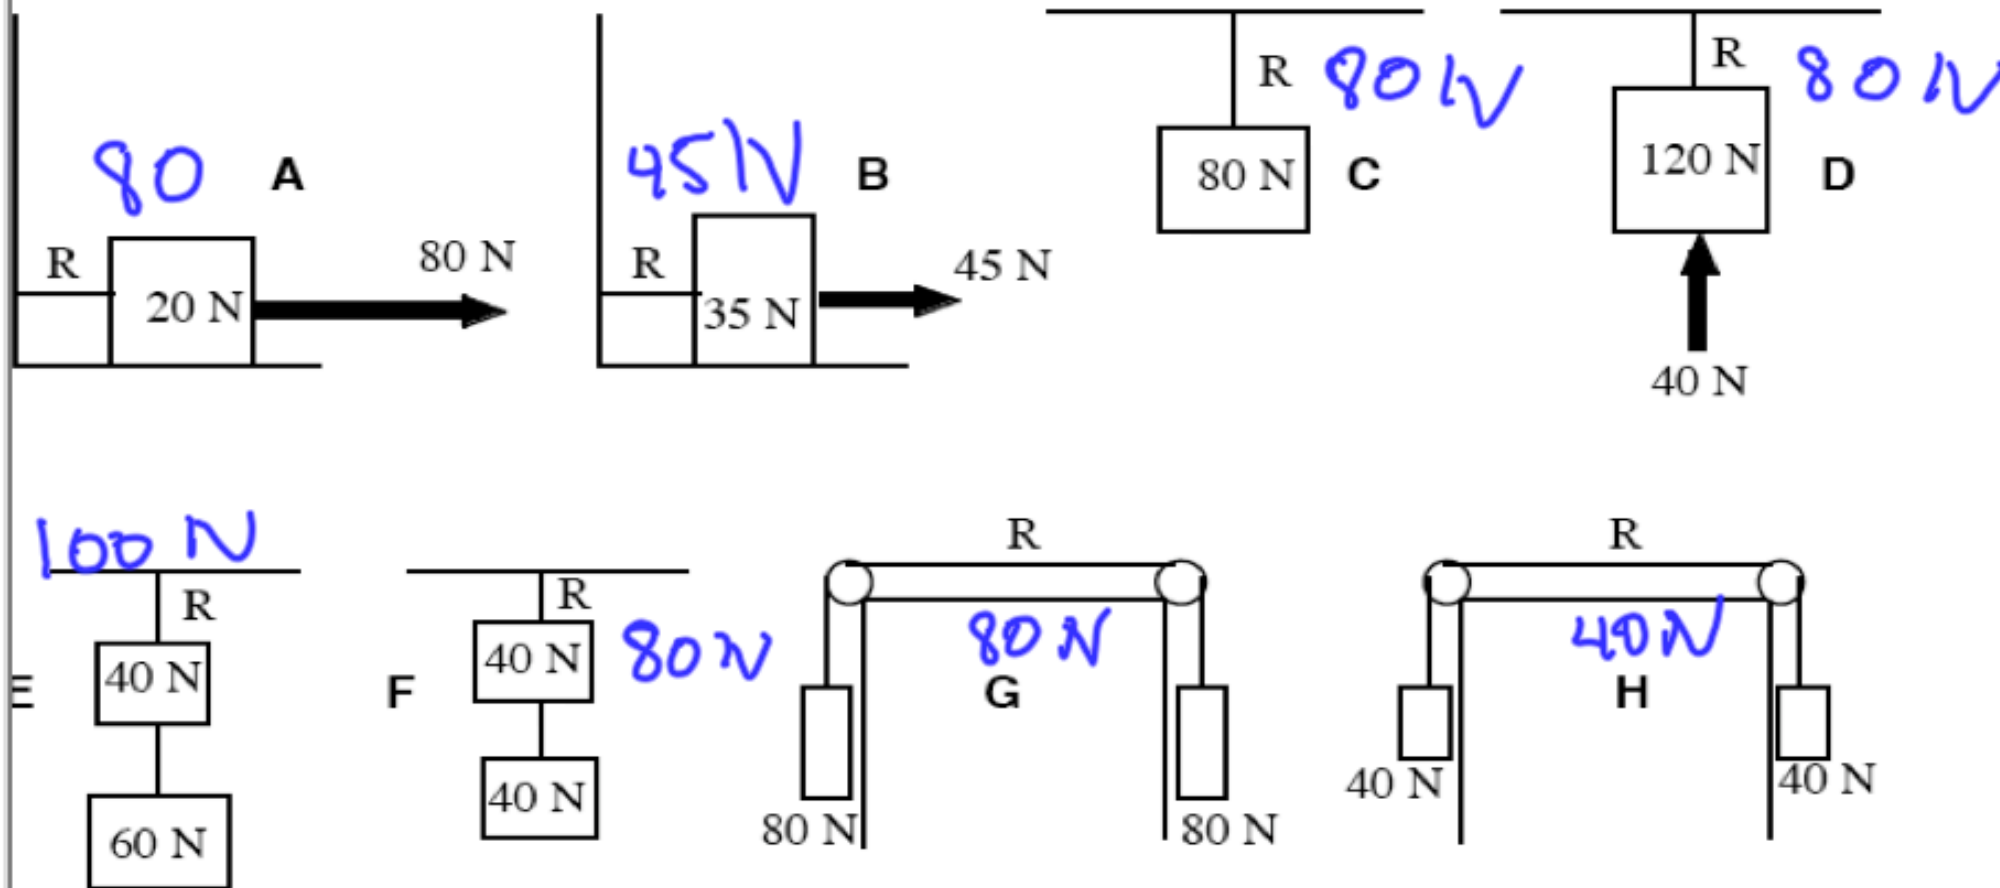 R 80 N R 80 N
80 A 45 N B 80 N C 120 N D
R 20 N 80 N R 35 N 45 N
40 N
100 N R R
R R
40 N 40 N 80 N 80 N 40 N
E F G H
60 N 40 N 80 N 80 N 40 N 40 N